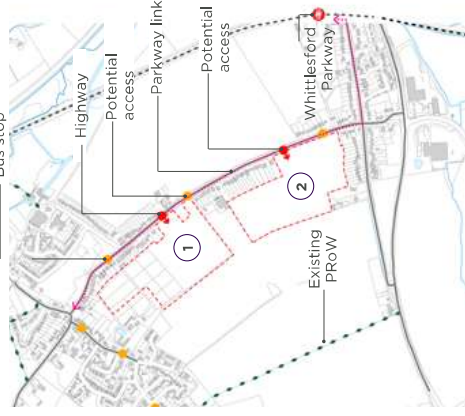 Bus stop
Highway
Potential
access
Parkway link
Potential
access
Whittlesford
Parkway
1
2
Existing
PRoW